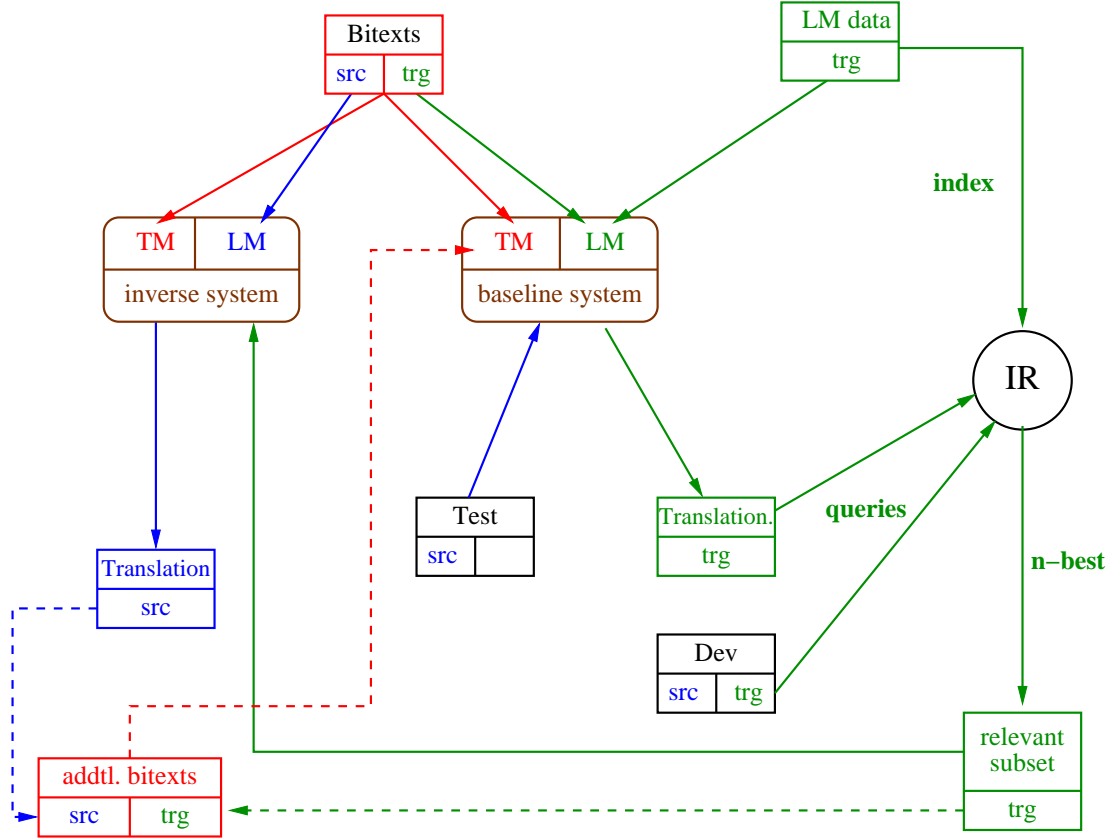 Bitexts
src trg
LM data
trg
index
TM LM
inverse system
TM LM
baseline system
IR
Test
src
Translation.
trg
queries
n-best
Translation
src
Dev
src trg
relevant
subset
trg
addtl. bitexts
src trg